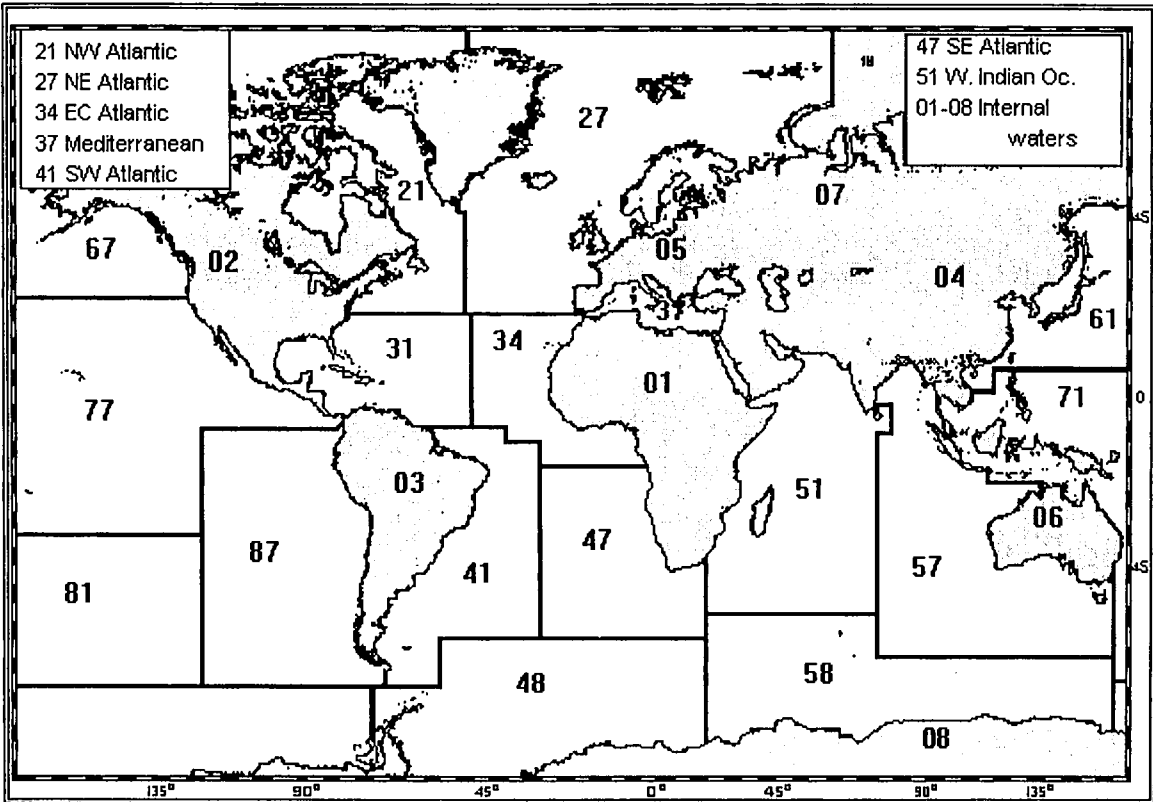 21 NW Atlantic
27 NE Atlantic
34 EC Atlantic
37 Mediterranean
41 SW Atlantic
47 SE Atlantic
51 W. Indian Oc.
01-08 Internal
waters
18
27
21
07
67
02
05
04
37
61
31
34
01
77
71
0
03
51
06
87
47
41
57
45
81
48
58
08
135° 90° 45° 0° 45° 90° 135°